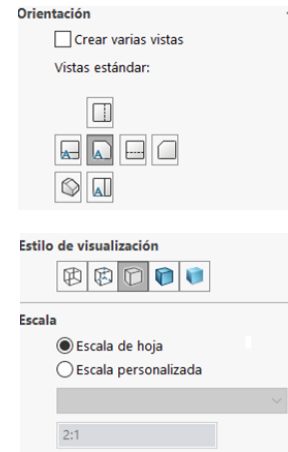 Orientación
Crear varias vistas
Vistas estándar:
A A
A
Estilo de visualización
Escala
Escala de hoja
Escala personalizada
2:1